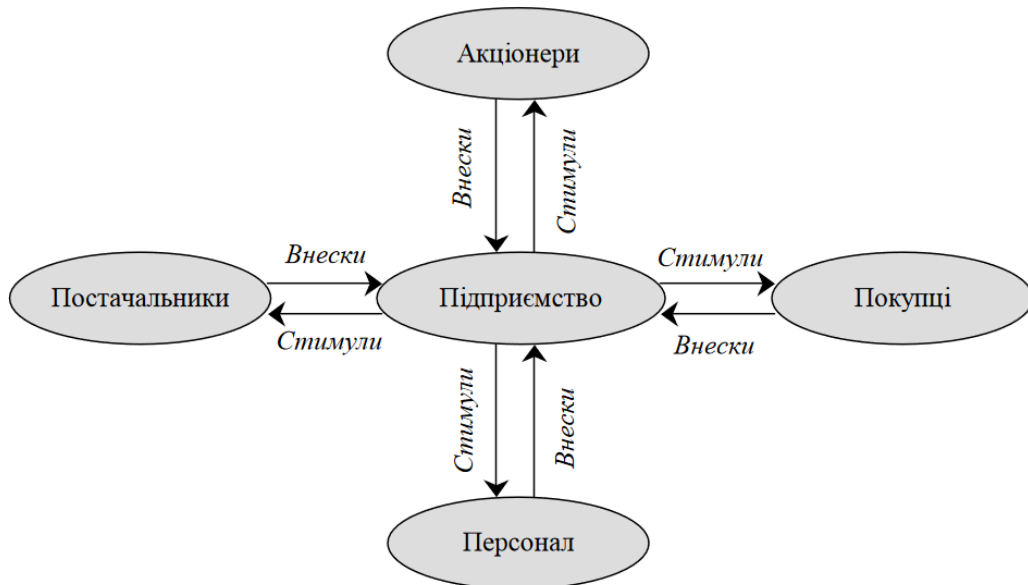 Акціонери
Внески
Стимули
Внески
Стимули
Постачальники
Підприємство
Покупці
Стимули
Внески
Стимули
Внески
Персонал